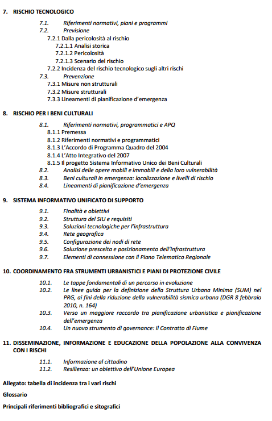 7. RISCHIO TECNOLOGICO
7.1. Riferimenti normativi, piani e programmi
7.2. Previsione
7.2.1 Dalla pericolosità al rischio
7.2.1.1 Analisi storica
7.2.1.2 Pericolosità
7.2.1.3 Scenario del rischio
7.2.2 Incidenza del rischio tecnologico sugli altri rischi
7.3. Prevenzione
7.3.1 Misure non strutturali
7.3.2 Misure strutturali
7.3.3 Lineamenti di pianificazione d'emergenza
8. RISCHIO PER I BENI CULTURALI
8.1. Riferimenti normativi, programmatici e APQ
8.1.1 Premessa
8.1.2 Riferimenti normativi e programmatici
8.1.3 L'Accordo di Programma Quadro del 2004
8.1.4 L'Atto Integrativo del 2007
8.1.5 Il progetto Sistema Informativo Unico dei Beni Culturali
8.2. Analisi delle opere mobili e immobili e della loro vulnerabilità
8.3. Beni culturali in emergenza: localizzazione e livelli di rischio
8.4. Lineamenti di pianificazione d'emergenza
9. SISTEMA INFORMATIVO UNIFICATO DI SUPPORTO
9.1. Finalità e obiettivi
9.2. Struttura del SIU e requisiti
9.3. Soluzioni tecnologiche per l'infrastruttura
9.4. Rete geografica
9.5. Configurazione dei nodi di rete
9.6. Soluzione prescelta e posizionamento dell'Infrastruttura
9.7. Elementi di connessione con il Piano Telematico Regionale
10. COORDINAMENTO FRA STRUMENTI URBANISTICI E PIANI DI PROTEZIONE CIVILE
10.1. Le tappe fondamentali di un percorso in evoluzione
10.2. Le linee guida per la definizione della Struttura Urbana Minima (SUM) nel
PRG, ai fini della riduzione della vulnerabilità sismica urbana (DGR 8 febbraio
2010, n. 164)
10.3. Verso un maggiore raccordo tra pianificazione urbanistica e pianificazione
dell'emergenza
10.4. Un nuovo strumento di governance: il Contratto di Fiume
11. DISSEMINAZIONE, INFORMAZIONE E EDUCAZIONE DELLA POPOLAZIONE ALLA CONVIVENZA
CON I RISCHI
11.1. Informazione al cittadino
11.2. Resilienza: un obiettivo dell'Unione Europea
Allegato: tabella di incidenza tra i vari rischi
Glossario
Principali riferimenti bibliografici e sitografici